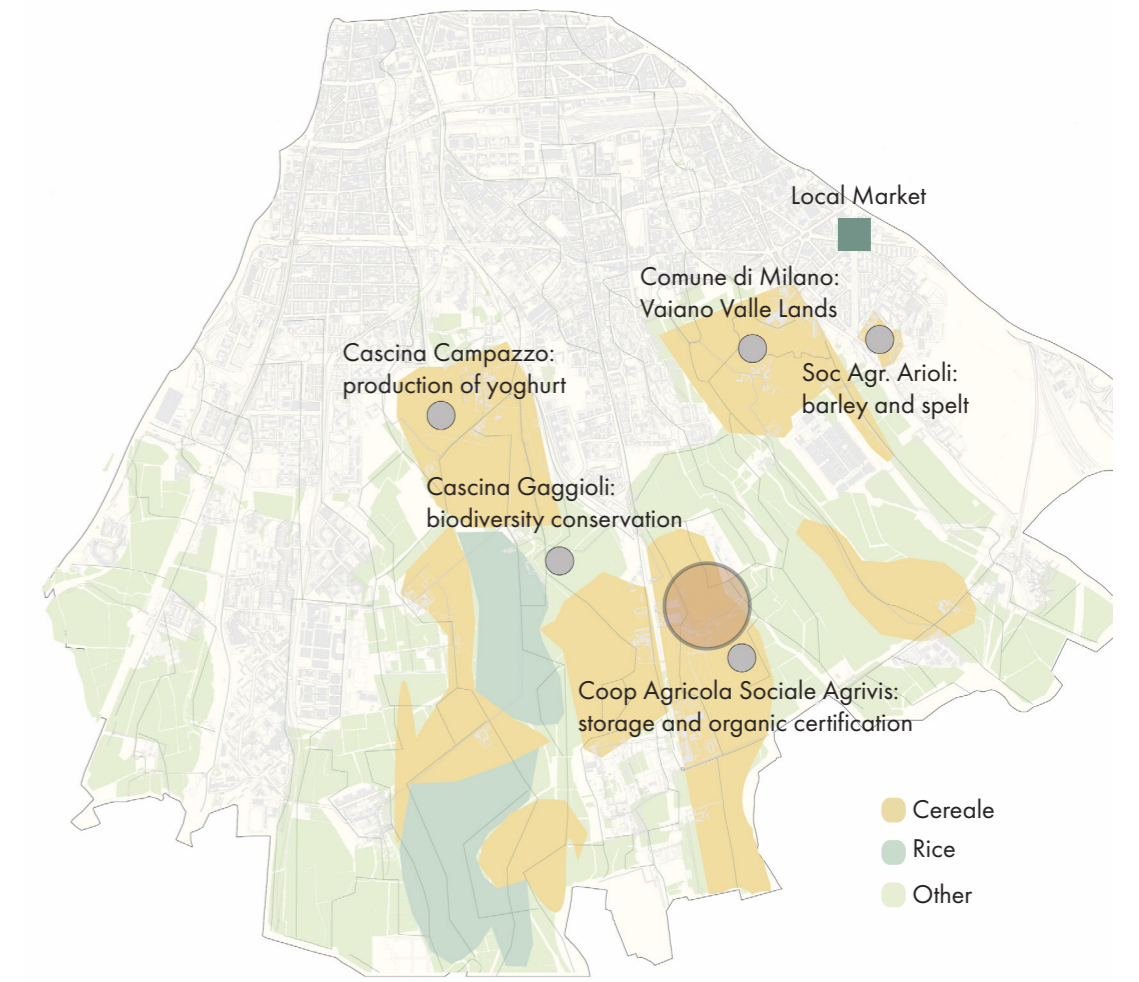 Local Market
Comune di Milano:
Vaiano Valle Lands
Cascina Campazzo:
production of yoghurt
Soc Agr. Arioli:
barley and spelt
Cascina Gaggioli:
biodiversity conservation
Coop Agricola Sociale Agrivis:
storage and organic certification
Cereale
Rice
Other